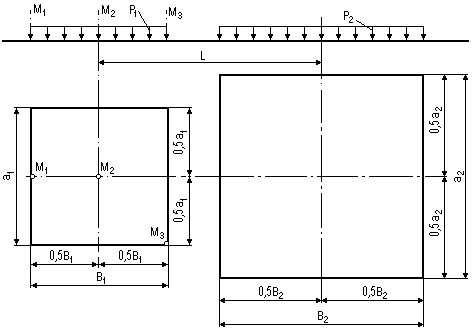 M₁ M₂ P₁ M₃ P₂
L
M₁ M₂
M₃
a₁
0,5a₁
0,5a₁
0,5B₁ 0,5B₁
B₁
0,5a₂
0,5a₂
a₂
0,5B₂ 0,5B₂
B₂